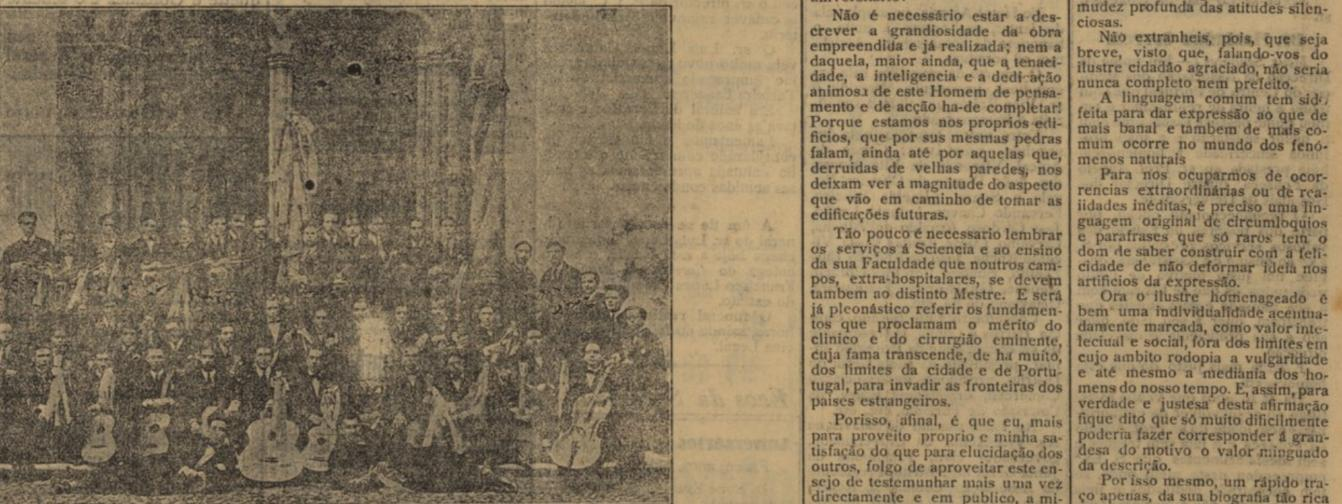 Não é necessário estar a des-
crever a grandiosidade da obra
empreendida e já realizada; nem a
daquela, maior ainda, que a tenaci-
dade, a inteligencia e a dedi ação
animosa de este Homem de pensa-
mento e de acção ha-de completar!
Porque estamos nos proprios edi-
ficios, que por sus mesmas pedras
falam, ainda até por aquelas que,
derruidas de velhas paredes, nos
deixam ver a magnitude do aspecto
que vão em caminho de tomar as
edificações futuras.
Tão pouco é necessario lembrar
os serviços á Sciencia e ao ensino
da sua Faculdade que noutros cam-
pos, extra-hospitalares, se devem
tambem ao distinto Mestre. E será
já pleonástico referir os fundamen-
tos que proclamam o mérito do
clinico e do cirurgião eminente,
cuja fama transcende, de ha muito,
dos limites da cidade e de Portu-
tugal, para invadir as fronteiras dos
paises estrangeiros.
Porisso, afinal, é que eu, mais
para proveito proprio e minha sa-
tisfação do que para elucidação dos
outros, folgo de aproveitar este en-
sejo de testemunhar mais uma vez
directamente e em publico, a mi-
mudez profunda das atitudes silen-
ciosas.
Não extranheis, pois, que seja
breve, visto que, falando-vos do
ilustre cidadão agraciado, não seria
nunca completo nem prefeito.
A linguagem comum tem sido
feita para dar expressão ao que de
mais banal e tambem de mais co-
mum ocorre no mundo dos fenó-
menos naturais
Para nos ocuparmos de ocor-
rencias extraordinárias ou de rea-
iidades inéditas, é preciso uma lin-
guagem original de circumloquios
e parafrases que só raros tem o
dom de saber construir com a feli-
cidade de não deformar ideia nos
artificios da expressão.
Ora o ilustre homenageado é
bem uma individualidade acentua-
damente marcada, como valor inte-
lectual e social, fóra dos limites em
cujo ambito rodopia a vulgaridade
e até mesmo a mediania dos ho-
mens do nosso tempo. E, assim, para
verdade e justesa desta afirmação
fique dito que só muito dificilmente
poderia fazer corresponder á gran-
desa do motivo o valor minguado
da descrição.
Por isso mesmo, um rápido tra-
ço apenas, da sua biografia tão rica